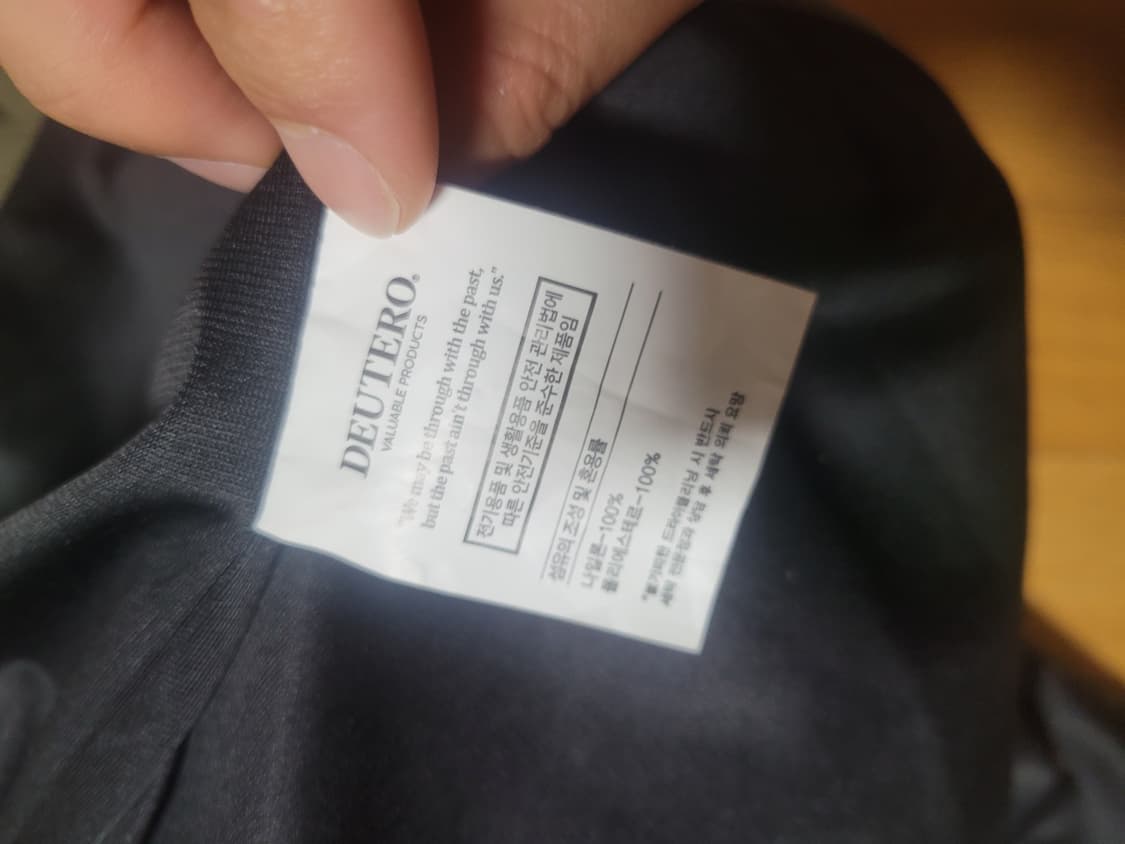 DEUTERO®
VALUABLE PRODUCTS
"We may be through with the past,
but the past ain't through with us."
전기용품 및 생활용품 안전 관리법에
따른 안전기준을 준수한 제품임
섬유의 조성 및 혼용률
나일론-100%
폴리에스테르-100%
"불가피한 드라이클리닝 시 반드시
세탁 전문점과 상담 후 세탁 의뢰 요망